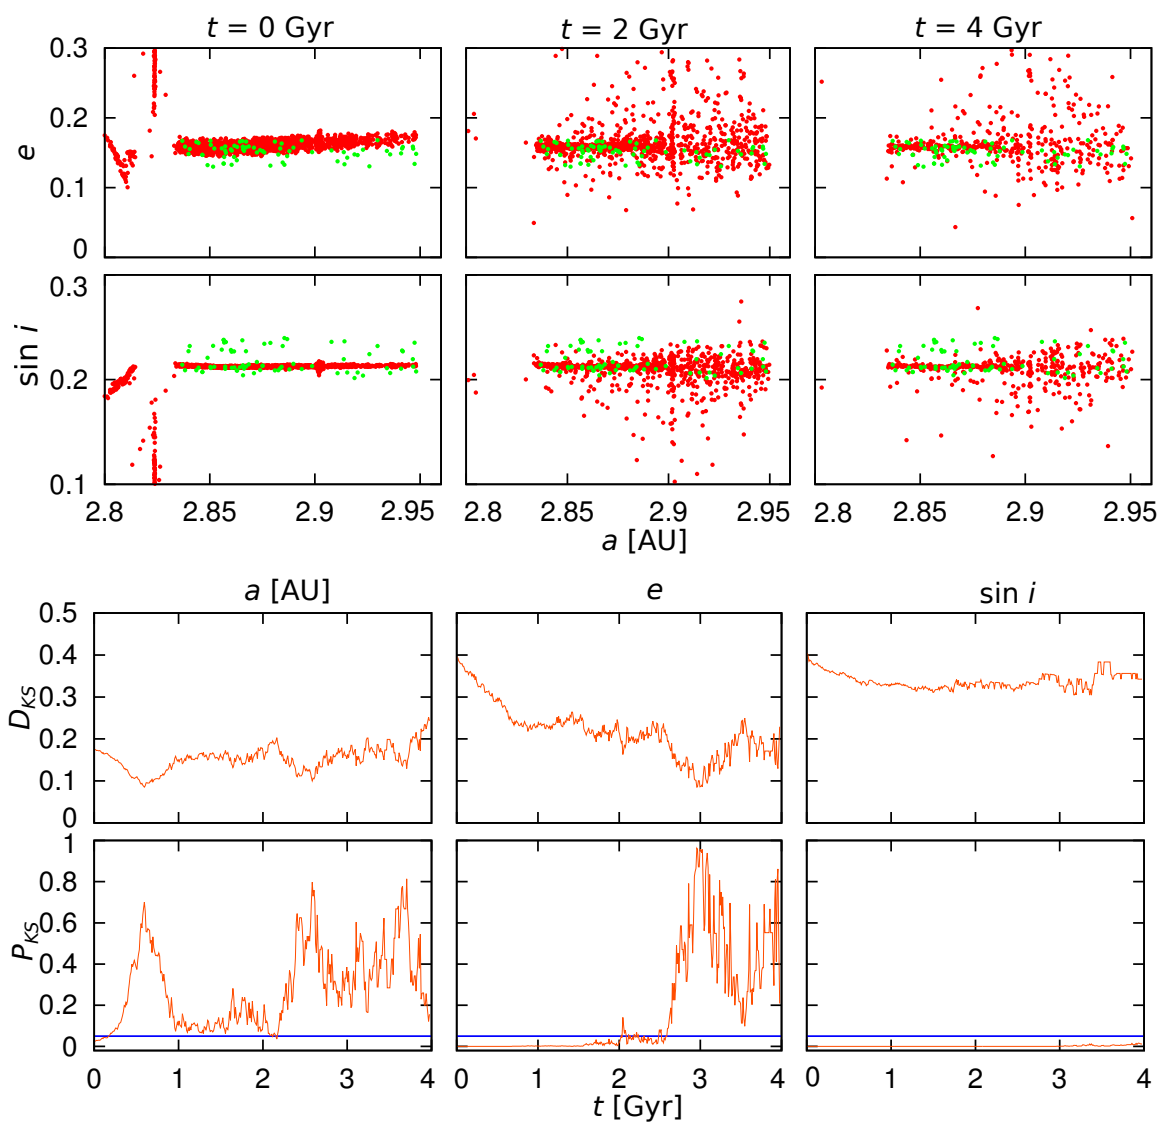 t = 0 Gyr t = 2 Gyr t = 4 Gyr
0.3
0.2
0.1
0
e
0.3
0.2
0.1
sin i
2.8 2.85 2.9 2.95 2.8 2.85 2.9 2.95 2.8 2.85 2.9 2.95
a [AU]
a [AU] e sin i
0.5
0.4
0.3
0.2
0.1
0
D_KS
1
0.8
0.6
0.4
0.2
0
P_KS
0 1 2 3 4 0 1 2 3 4 0 1 2 3 4
t [Gyr]